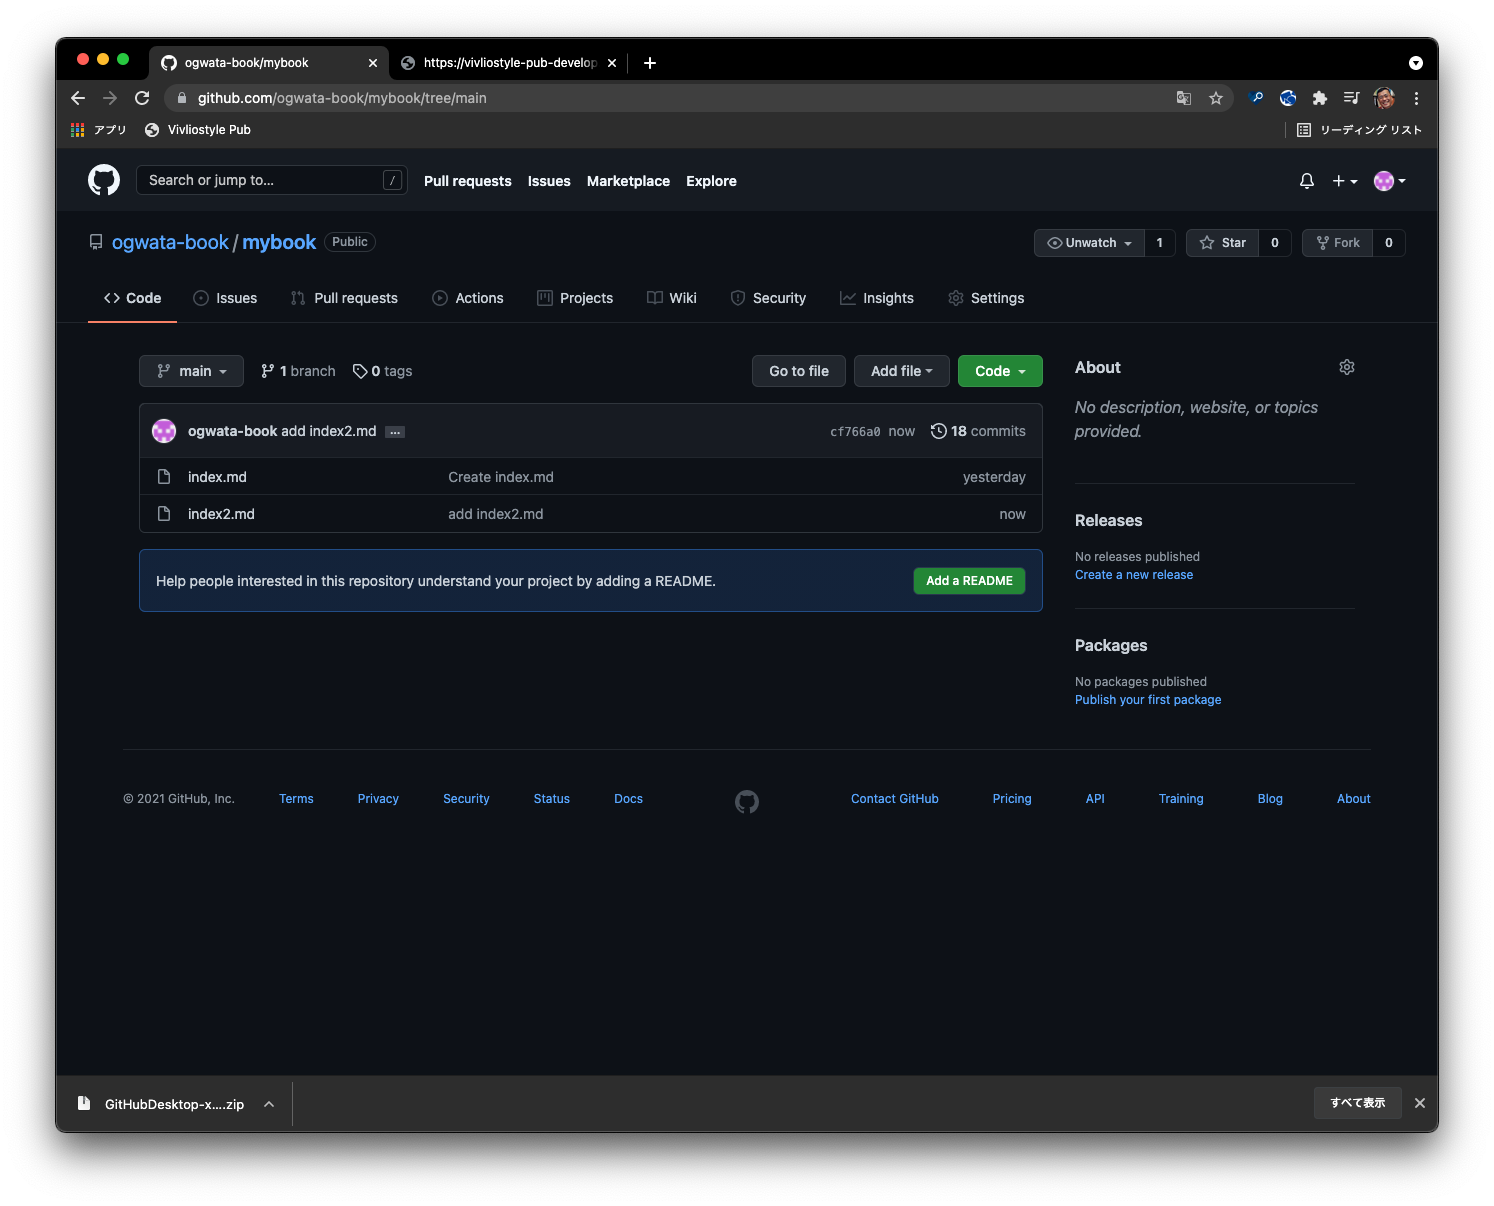 ogwata-book/mybook
https://vivliostyle-pub-develop
github.com/ogwata-book/mybook/tree/main
アプリ Vivliostyle Pub リーディング リスト
Search or jump to... / Pull requests Issues Marketplace Explore
ogwata-book / mybook Public Unwatch 1 Star 0 Fork 0
Code Issues Pull requests Actions Projects Wiki Security Insights Settings
main 1 branch 0 tags Go to file Add file Code
ogwata-book add index2.md ... cf766a0 now 18 commits
index.md Create index.md yesterday
index2.md add index2.md now
Help people interested in this repository understand your project by adding a README. Add a README
About
No description, website, or topics
provided.
Releases
No releases published
Create a new release
Packages
No packages published
Publish your first package
© 2021 GitHub, Inc. Terms Privacy Security Status Docs Contact GitHub Pricing API Training Blog About
GitHubDesktop-x....zip すべて表示